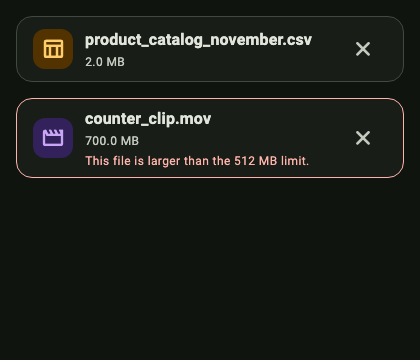 product_catalog_november.csv
2.0 MB
counter_clip.mov
700.0 MB
This file is larger than the 512 MB limit.